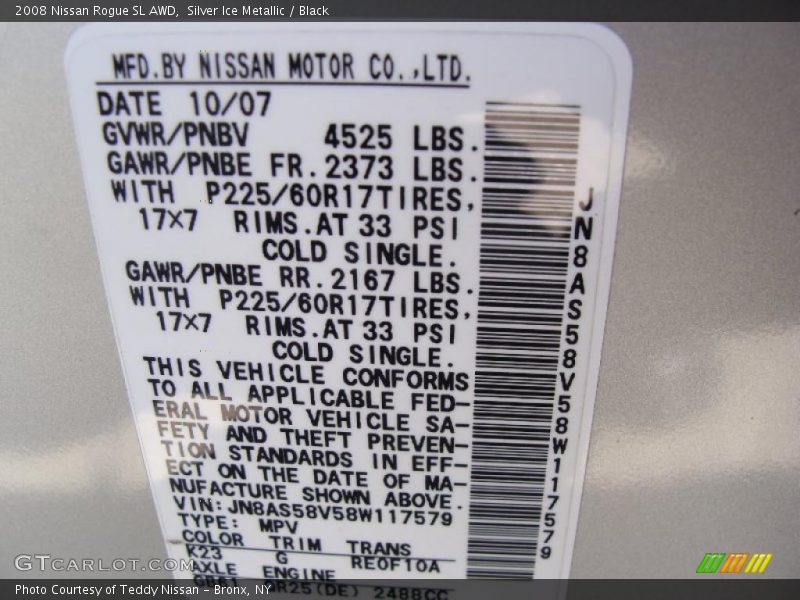 2008 Nissan Rogue SL AWD, Silver Ice Metallic / Black
MFD.BY NISSAN MOTOR CO.,LTD.
DATE 10/07
GVWR/PNBV 4525 LBS.
GAWR/PNBE FR.2373 LBS.
WITH P225/60R17TIRES,
17×7 RIMS.AT 33 PSI
COLD SINGLE.
GAWR/PNBE RR.2167 LBS.
WITH P225/60R17TIRES,
17×7 RIMS.AT 33 PSI
COLD SINGLE.
THIS VEHICLE CONFORMS
TO ALL APPLICABLE FED-
ERAL MOTOR VEHICLE SA-
FETY AND THEFT PREVEN-
TION STANDARDS IN EFF-
ECT ON THE DATE OF MA-
NUFACTURE SHOWN ABOVE.
VIN:JN8AS58V58W117579
TYPE: MPV
COLOR TRIM TRANS
K23 G RE0F10A
AXLE ENGINE
QR25(DE) 2488CC
JN8AS58V58W117579
GTCARLOT.COM
Photo Courtesy of Teddy Nissan - Bronx, NY